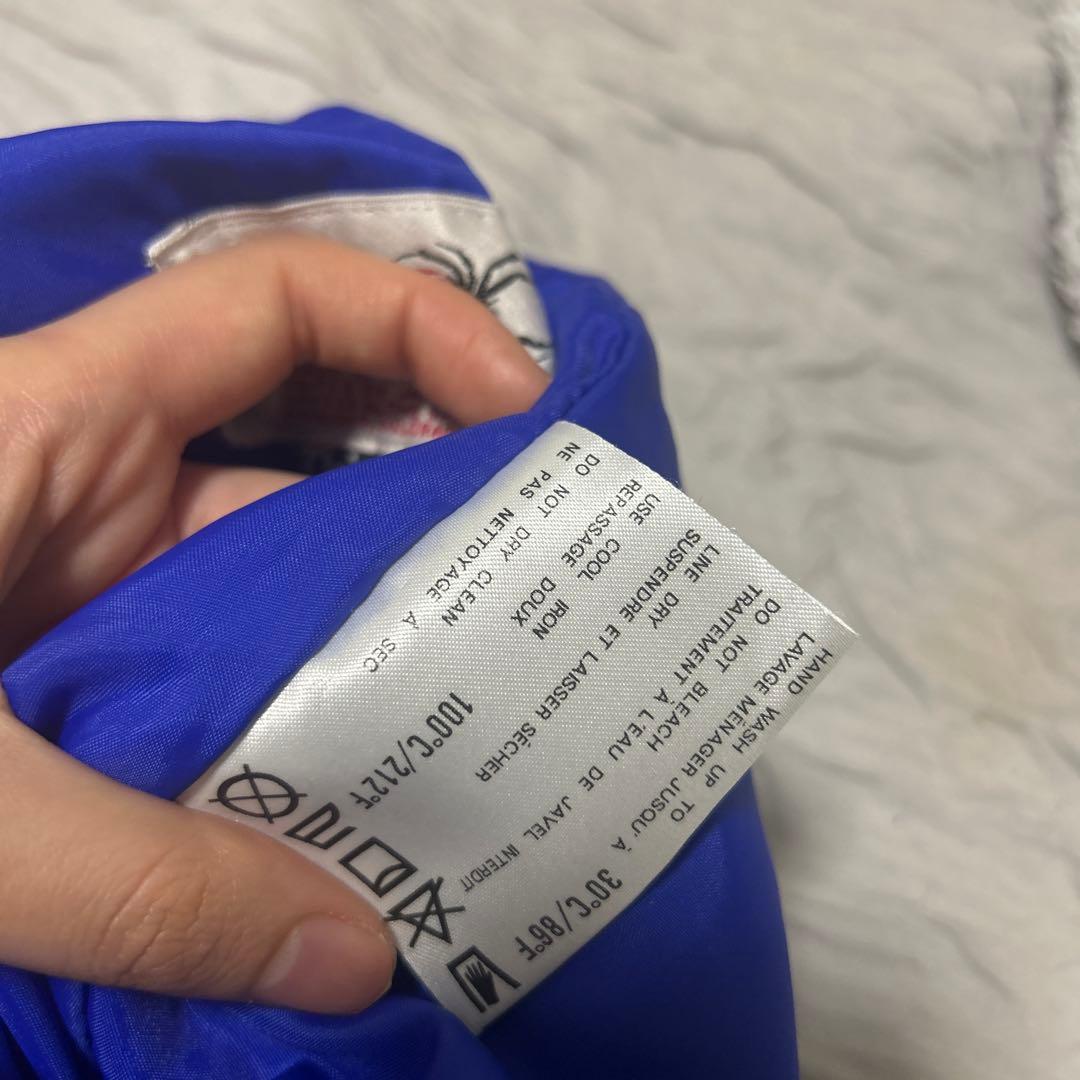 HAND WASH UP TO
LAVAGE MÉNAGER JUSQU'À 30°C/86°F
DO NOT BLEACH
TRAITEMENT À L'EAU DE JAVEL INTERDIT
LINE DRY
SUSPENDRE ET LAISSER SÉCHER
USE COOL IRON
REPASSAGE DOUX 100°C/212°F
DO NOT DRY CLEAN
NE PAS NETTOYAGE À SEC